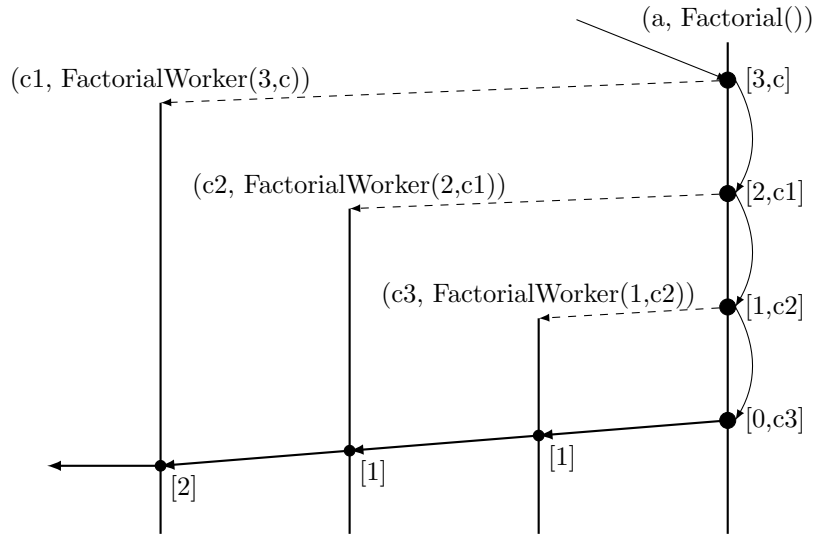 (a, Factorial())
(c1, FactorialWorker(3,c))
[3,c]
(c2, FactorialWorker(2,c1))
[2,c1]
(c3, FactorialWorker(1,c2))
[1,c2]
[0,c3]
[1]
[1]
[2]